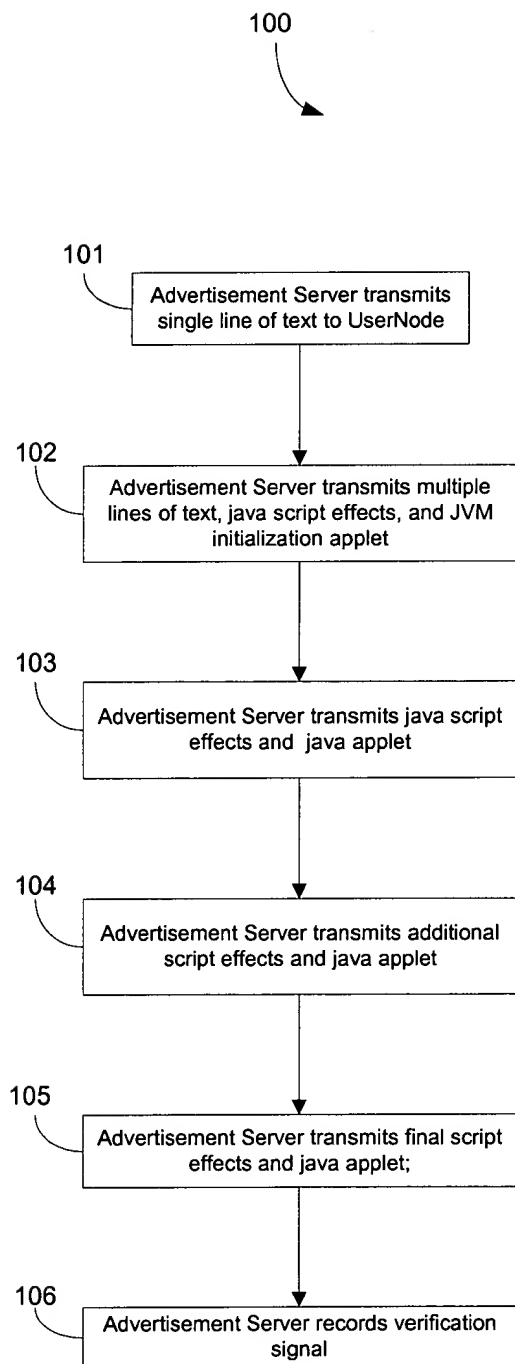 100
101
Advertisement Server transmits
single line of text to UserNode
102
Advertisement Server transmits multiple
lines of text, java script effects, and JVM
initialization applet
103
Advertisement Server transmits java script
effects and java applet
104
Advertisement Server transmits additional
script effects and java applet
105
Advertisement Server transmits final script
effects and java applet;
106
Advertisement Server records verification
signal